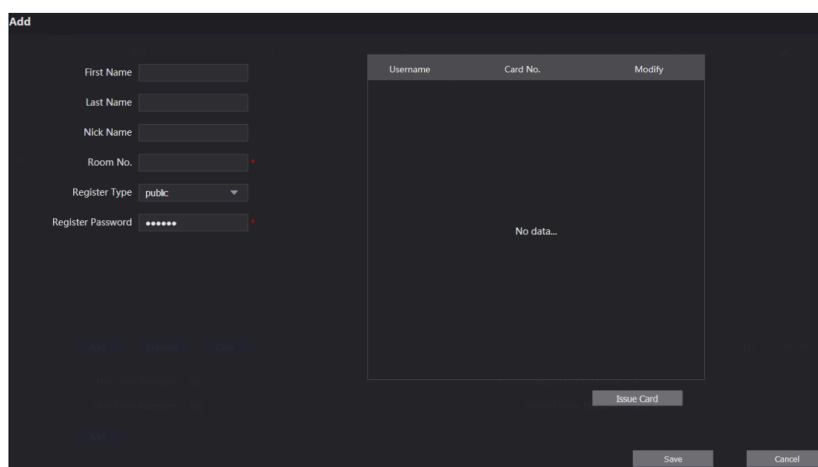 Add
First Name
Last Name
Nick Name
Room No. *
Register Type public
Register Password •••••• *
Username Card No. Modify
No data...
Issue Card
Save Cancel